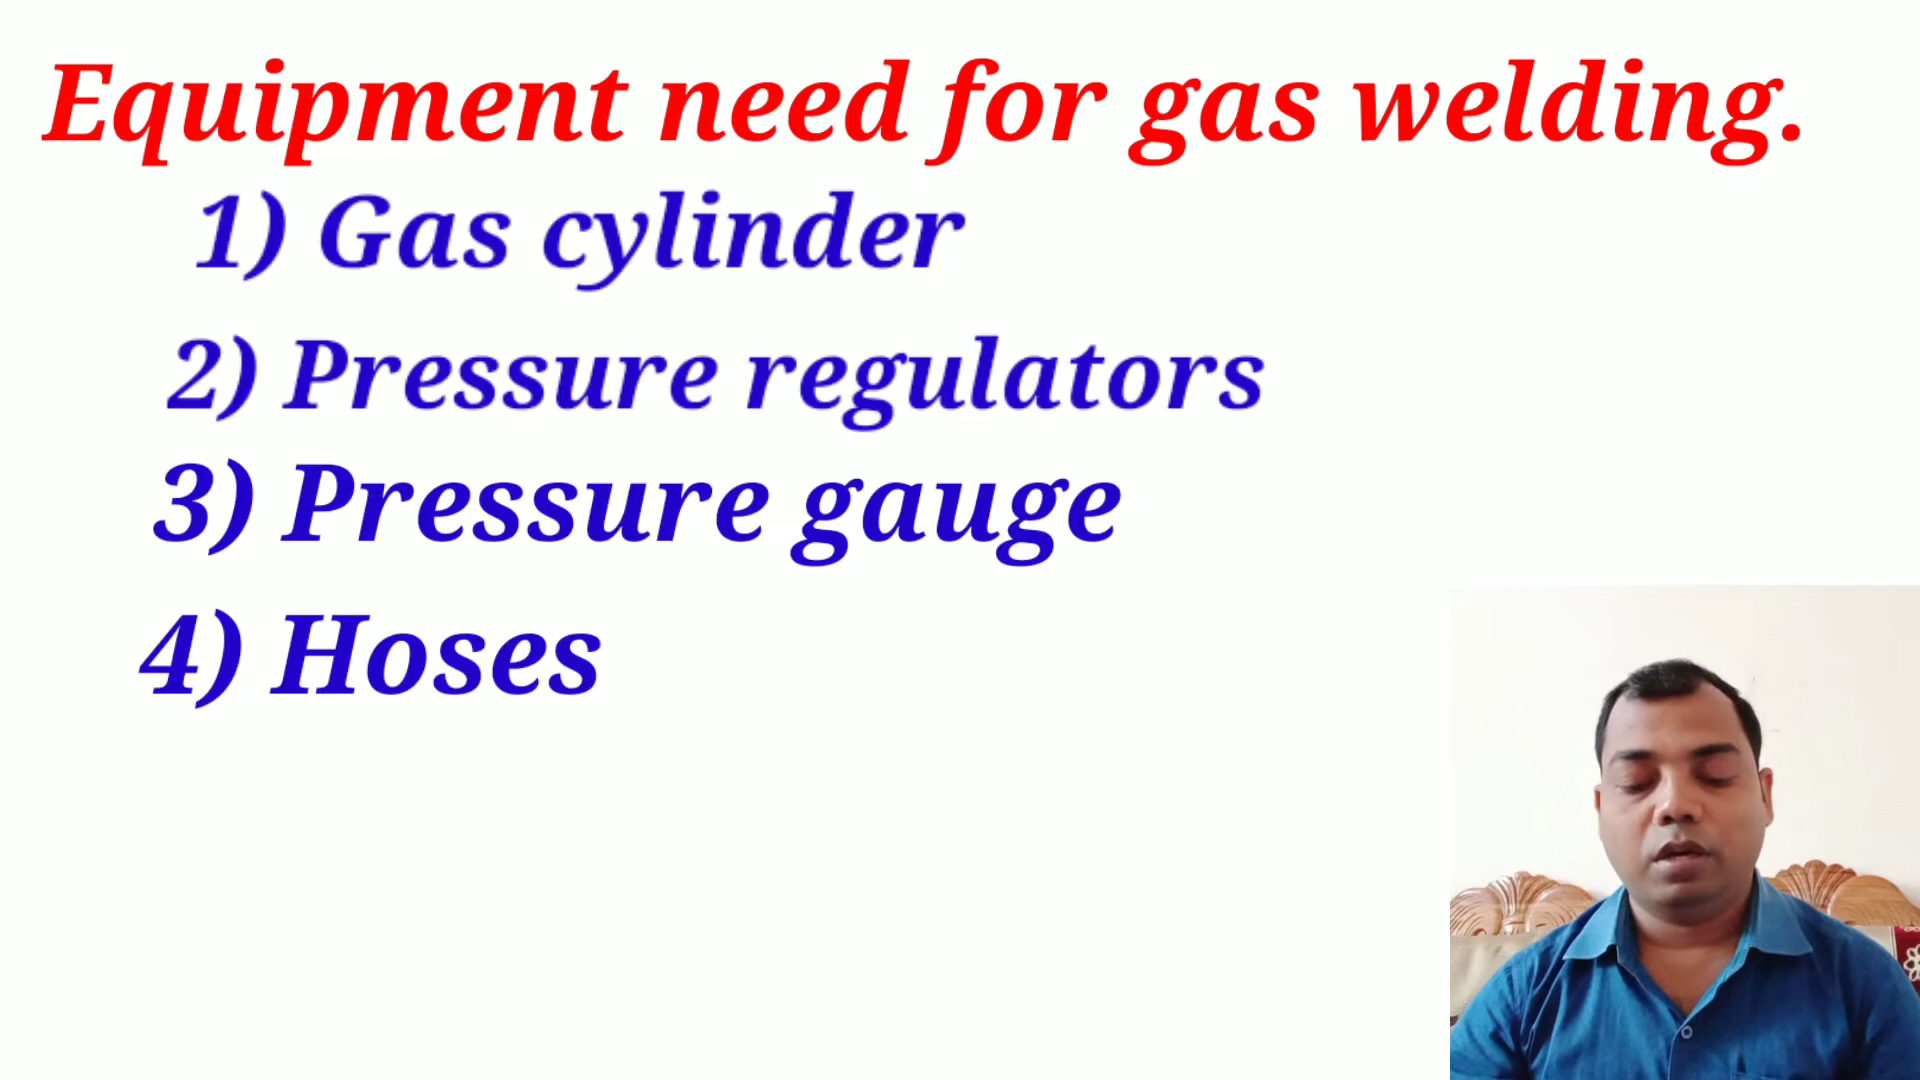 Equipment need for gas welding.
1) Gas cylinder
2) Pressure regulators
3) Pressure gauge
4) Hoses